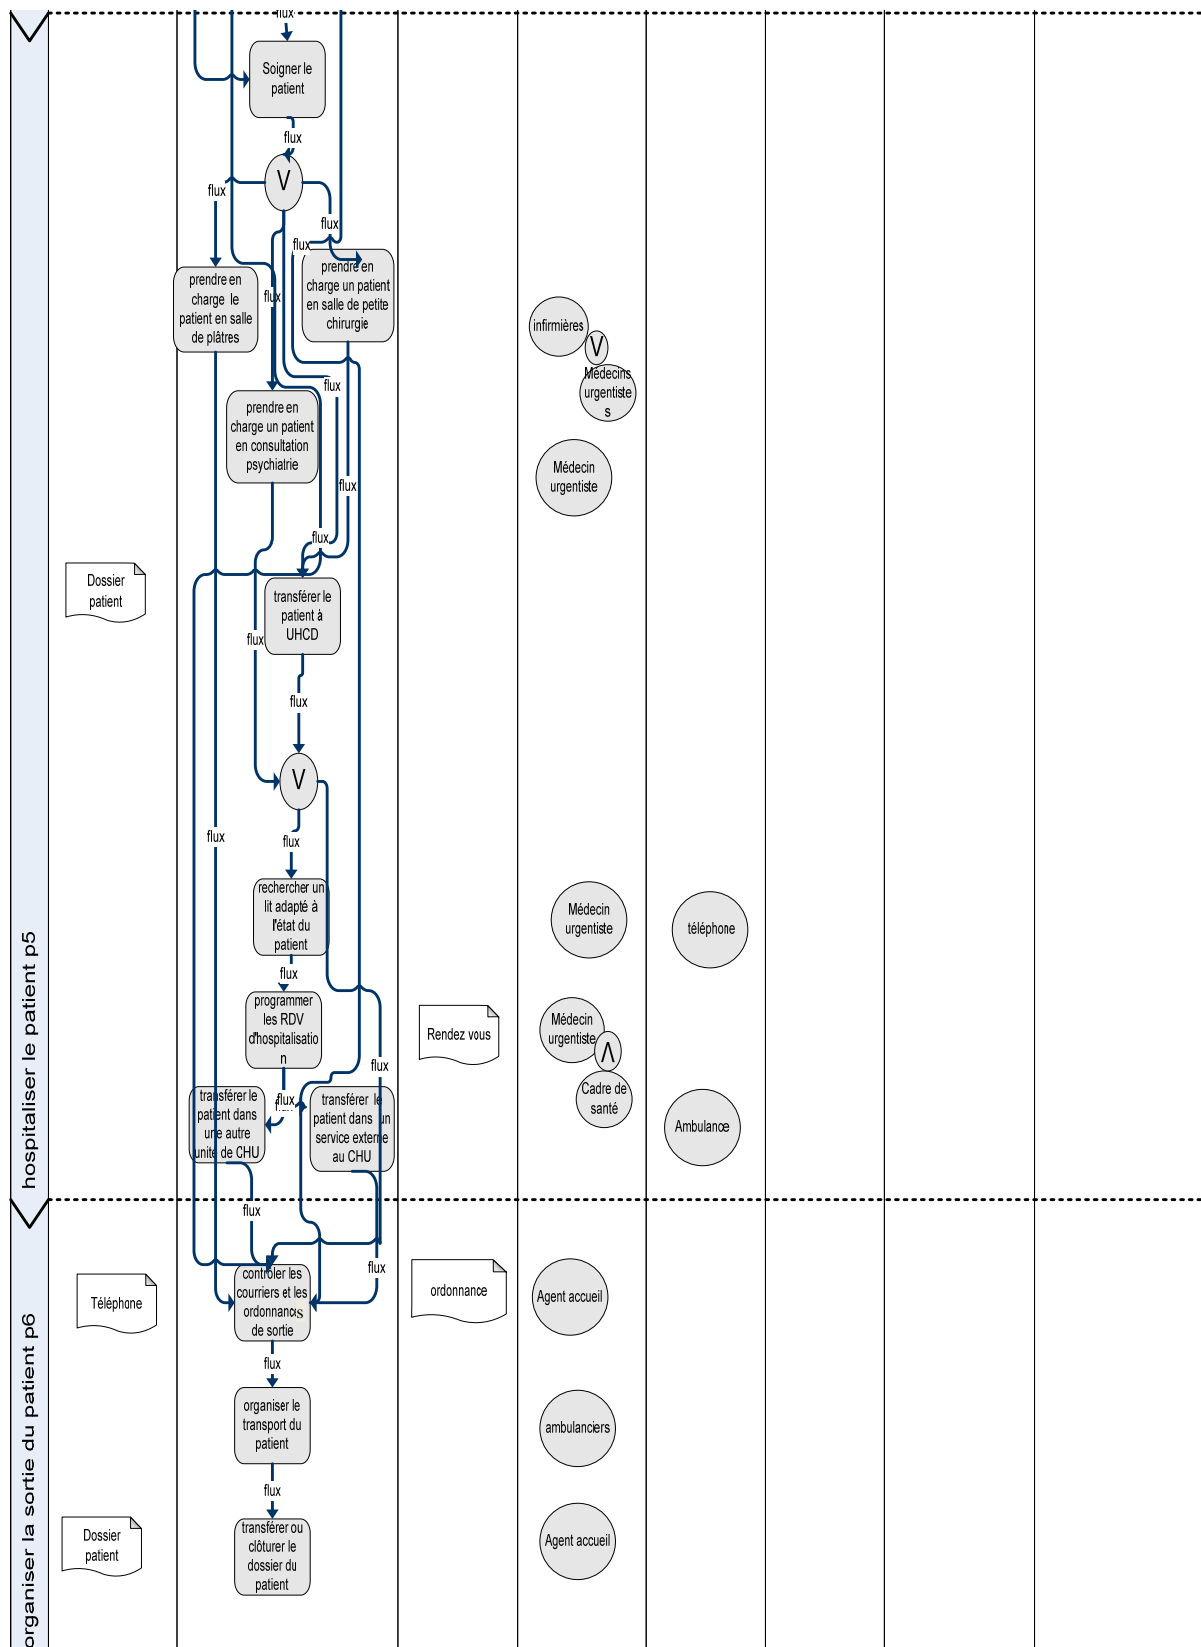 flux
Soigner le
patient
flux
V
flux
flux
flux
prendre en
charge un patient
en salle de petite
chirurgie
prendre en
charge le
patient en salle
de plâtres
flux
infirmières
V
Médecins
urgentiste
s
flux
prendre en
charge un patient
en consultation
psychiatrie
Médecin
urgentiste
flux
flux
Dossier
patient
transférer le
patient à
UHCD
flux
flux
V
flux
flux
rechercher un
lit adapté à
l'état du
patient
Médecin
urgentiste
téléphone
flux
programmer
les RDV
d'hospitalisatio
n
Rendez vous
Médecin
urgentiste
Λ
Cadre de
santé
flux
flux
transférer le
patient dans
une autre
unité de CHU
transférer le
patient dans un
service externe
au CHU
Ambulance
hospitaliser le patient p5
flux
flux
Téléphone
contrôler les
courriers et les
ordonnances
de sortie
ordonnance
Agent accueil
flux
organiser le
transport du
patient
ambulanciers
flux
Dossier
patient
transférer ou
clôturer le
dossier du
patient
Agent accueil
organiser la sortie du patient p6